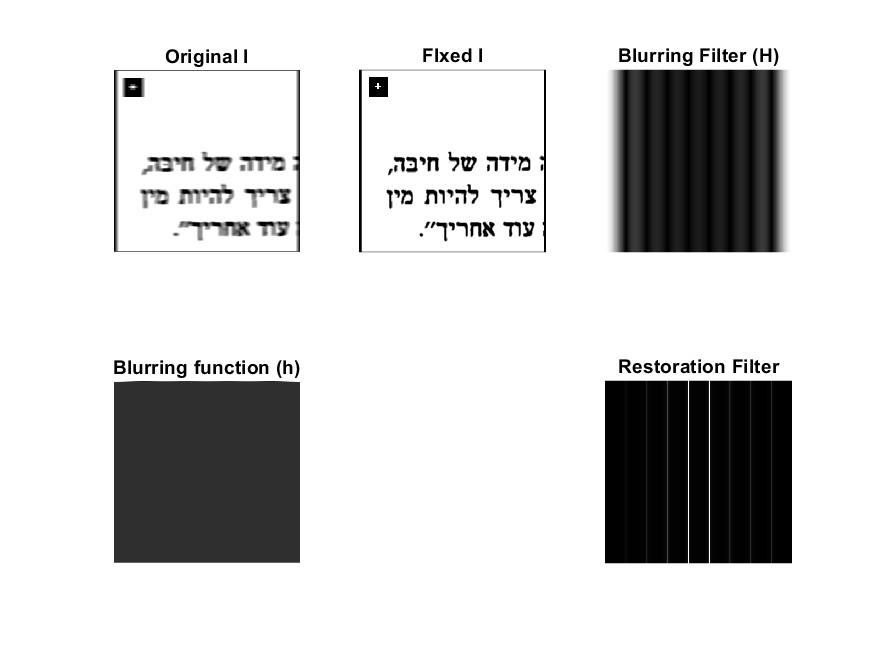 Original I
FIxed I
Blurring Filter (H)
מידה של חיבה,
צריך להיות מין
עוד אחריך״.
מידה של חיבה,
צריך להיות מין
עוד אחריך״.
Blurring function (h)
Restoration Filter